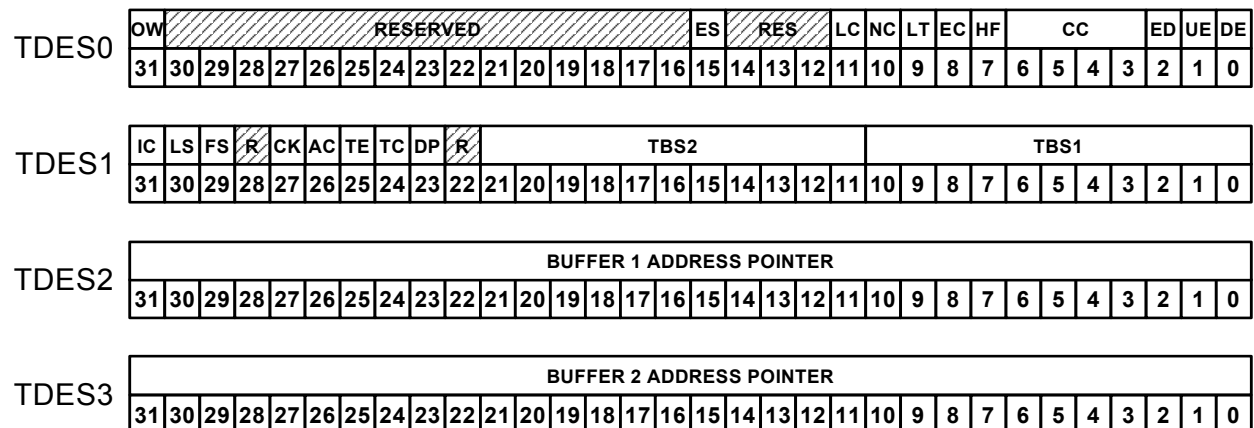 TDES0
OW RESERVED ES RES LC NC LT EC HF CC ED UE DE
31 30 29 28 27 26 25 24 23 22 21 20 19 18 17 16 15 14 13 12 11 10 9 8 7 6 5 4 3 2 1 0
TDES1
IC LS FS R CK AC TE TC DP R TBS2 TBS1
31 30 29 28 27 26 25 24 23 22 21 20 19 18 17 16 15 14 13 12 11 10 9 8 7 6 5 4 3 2 1 0
TDES2
BUFFER 1 ADDRESS POINTER
31 30 29 28 27 26 25 24 23 22 21 20 19 18 17 16 15 14 13 12 11 10 9 8 7 6 5 4 3 2 1 0
TDES3
BUFFER 2 ADDRESS POINTER
31 30 29 28 27 26 25 24 23 22 21 20 19 18 17 16 15 14 13 12 11 10 9 8 7 6 5 4 3 2 1 0